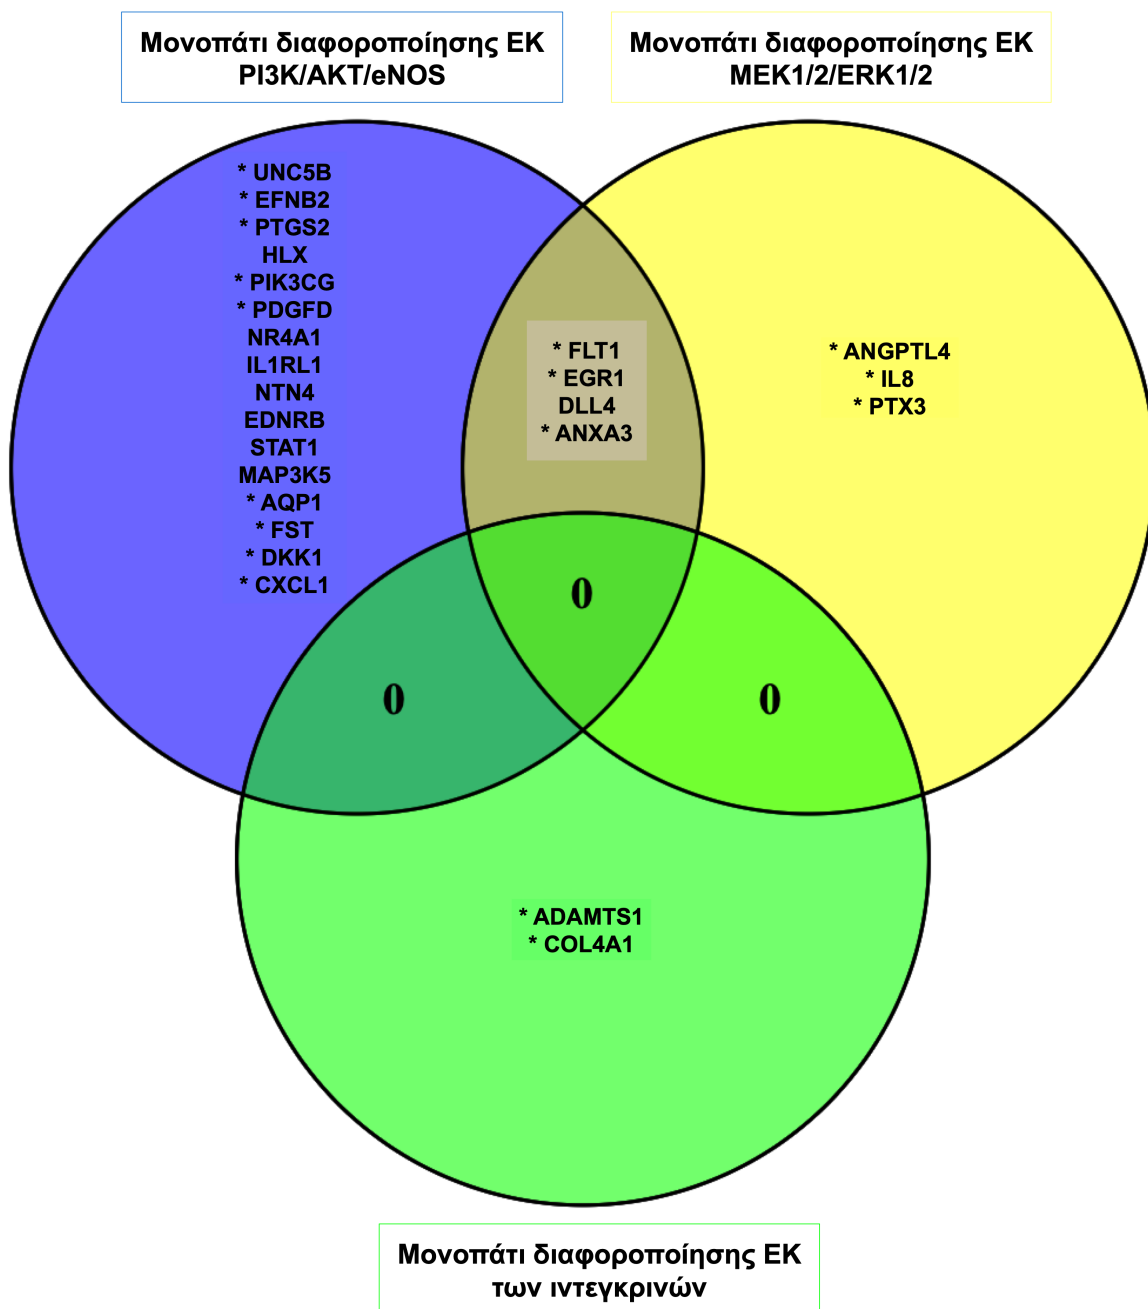 Μονοπάτι διαφοροποίησης ΕΚ
PI3K/AKT/eNOS
Μονοπάτι διαφοροποίησης ΕΚ
MEK1/2/ERK1/2
* UNC5B
* EFNB2
* PTGS2
HLX
* PIK3CG
* PDGFD
NR4A1
IL1RL1
NTN4
EDNRB
STAT1
MAP3K5
* AQP1
* FST
* DKK1
* CXCL1
* FLT1
* EGR1
DLL4
* ANXA3
* ANGPTL4
* IL8
* PTX3
0
0
0
* ADAMTS1
* COL4A1
Μονοπάτι διαφοροποίησης ΕΚ
των ιντεγκρινών